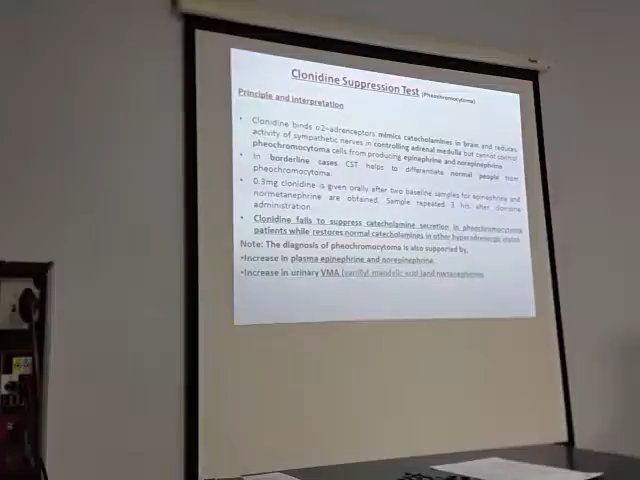 Clonidine Suppression Test (Pheochromocytoma)
Principle and Interpretation
• Clonidine binds α2–adrenceptors mimics catecholamines in brain and reduces
activity of sympathetic nerves in controlling adrenal medulla but cannot control
pheochromocytoma cells from producing epinephrine and norepinephrine
• In borderline cases CST helps to differentiate normal people from
pheochromocytoma.
• 0.3mg clonidine is given orally after two baseline samples for epinephrine and
normetanephrine are obtained. Sample repeated 3 hrs after clonidine
administration.
• Clonidine fails to suppress catecholamine secretion in pheochromocytoma
patients while restores normal catecholemines in other hyperadrenergic states
Note: The diagnosis of pheochromocytoma is also supported by,
•Increase in plasma epinephrine and norepinephrine.
•Increase in urinary VMA (vanillyl mandelic acid )and metanephrines